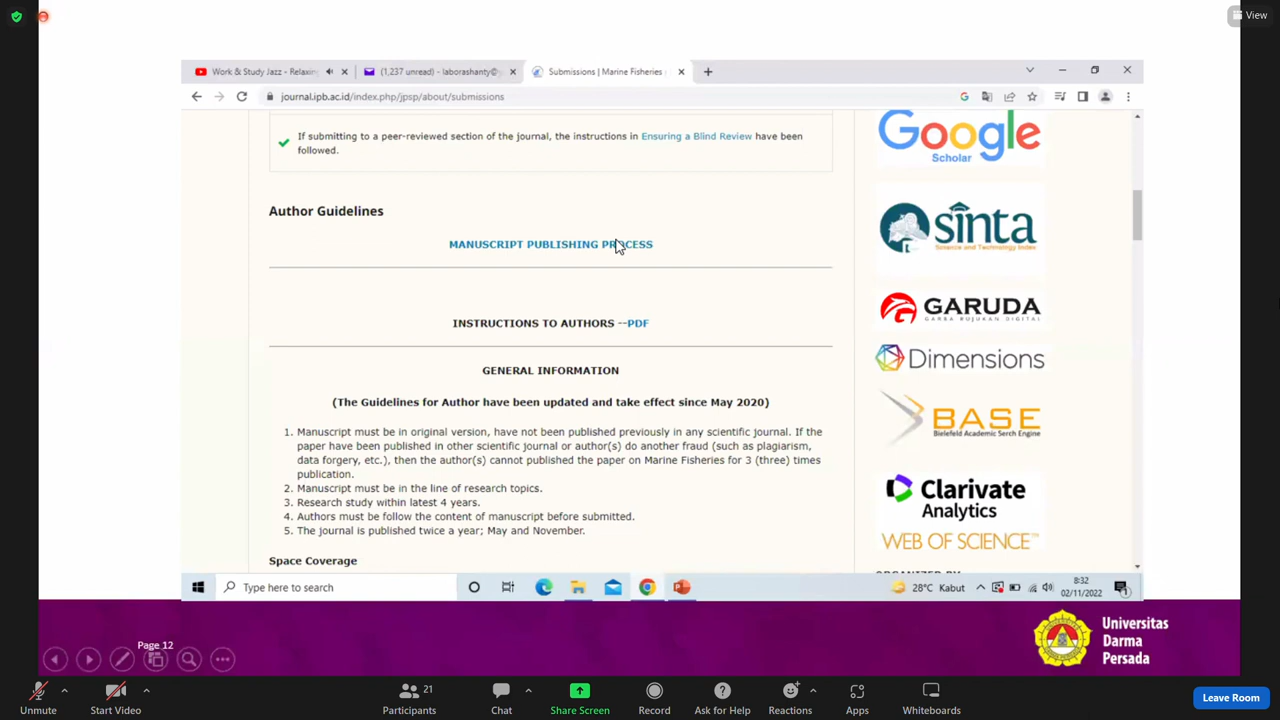 View
Work & Study Jazz - Relaxin
(1,237 unread) - laborashanty@
Submissions | Marine Fisheries
journal.ipb.ac.id/index.php/jpsp/about/submissions
If submitting to a peer-reviewed section of the journal, the instructions in Ensuring a Blind Review have been
followed.
Author Guidelines
MANUSCRIPT PUBLISHING PROCESS
INSTRUCTIONS TO AUTHORS --PDF
GENERAL INFORMATION
(The Guidelines for Author have been updated and take effect since May 2020)
1. Manuscript must be in original version, have not been published previously in any scientific journal. If the
paper have been published in other scientific journal or author(s) do another fraud (such as plagiarism,
data forgery, etc.), then the author(s) cannot published the paper on Marine Fisheries for 3 (three) times
publication.
2. Manuscript must be in the line of research topics.
3. Research study within latest 4 years.
4. Authors must be follow the content of manuscript before submitted.
5. The journal is published twice a year; May and November.
Space Coverage
Google
Scholar
sinta
Science and Technology Index
GARUDA
GARBA RUJUKAN DIGITAL
Dimensions
BASE
Bielefeld Academic Serch Engine
Clarivate
Analytics
WEB OF SCIENCE™
ORGANIZED BY
Type here to search
28°C Kabut
8:32
02/11/2022
1
Page 12
Universitas
Darma
Persada
Unmute
Start Video
Participants
21
Chat
Share Screen
Record
Ask for Help
Reactions
Apps
Whiteboards
Leave Room